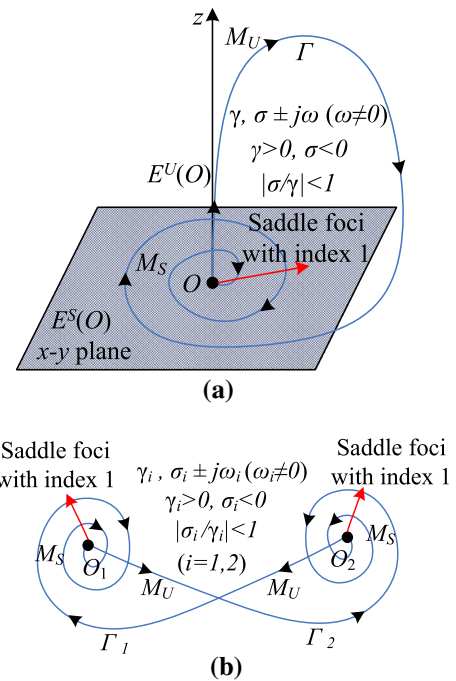 z
M_U
Γ
γ, σ ± jω (ω≠0)
γ>0, σ<0
|σ/γ|<1
E^U(O)
Saddle foci
with index 1
M_S
O
E^S(O)
x-y plane
(a)
Saddle foci
with index 1
Saddle foci
with index 1
γ_i , σ_i ± jω_i (ω_i≠0)
γ_i>0, σ_i<0
|σ_i/γ_i|<1
(i=1,2)
M_S
O_1
M_U
M_U
O_2
M_S
Γ_1
Γ_2
(b)